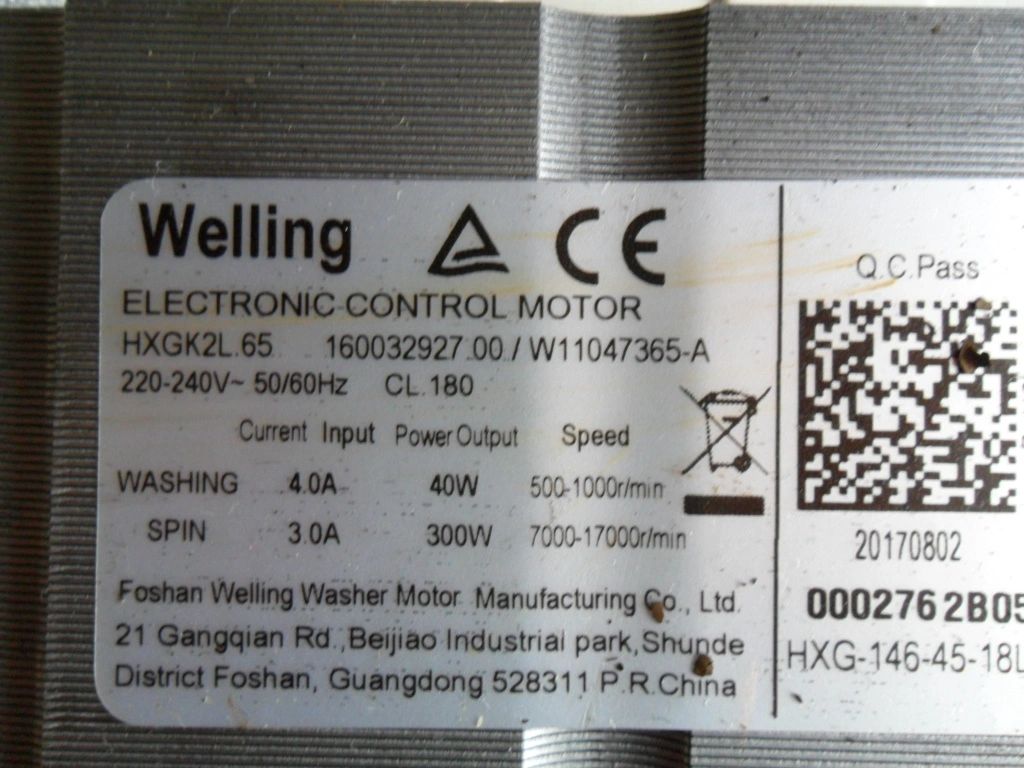 Welling
CE
ELECTRONIC CONTROL MOTOR
HXGK2L.65 160032927.00 / W11047365-A
220-240V~ 50/60Hz CL.180
Current Input Power Output Speed
WASHING 4.0A 40W 500-1000r/min
SPIN 3.0A 300W 7000-17000r/min
Foshan Welling Washer Motor Manufacturing Co., Ltd.
21 Gangqian Rd.,Beijiao Industrial park,Shunde
District Foshan, Guangdong 528311 P.R.China
Q.C.Pass
20170802
0002762B05
HXG-146-45-18L